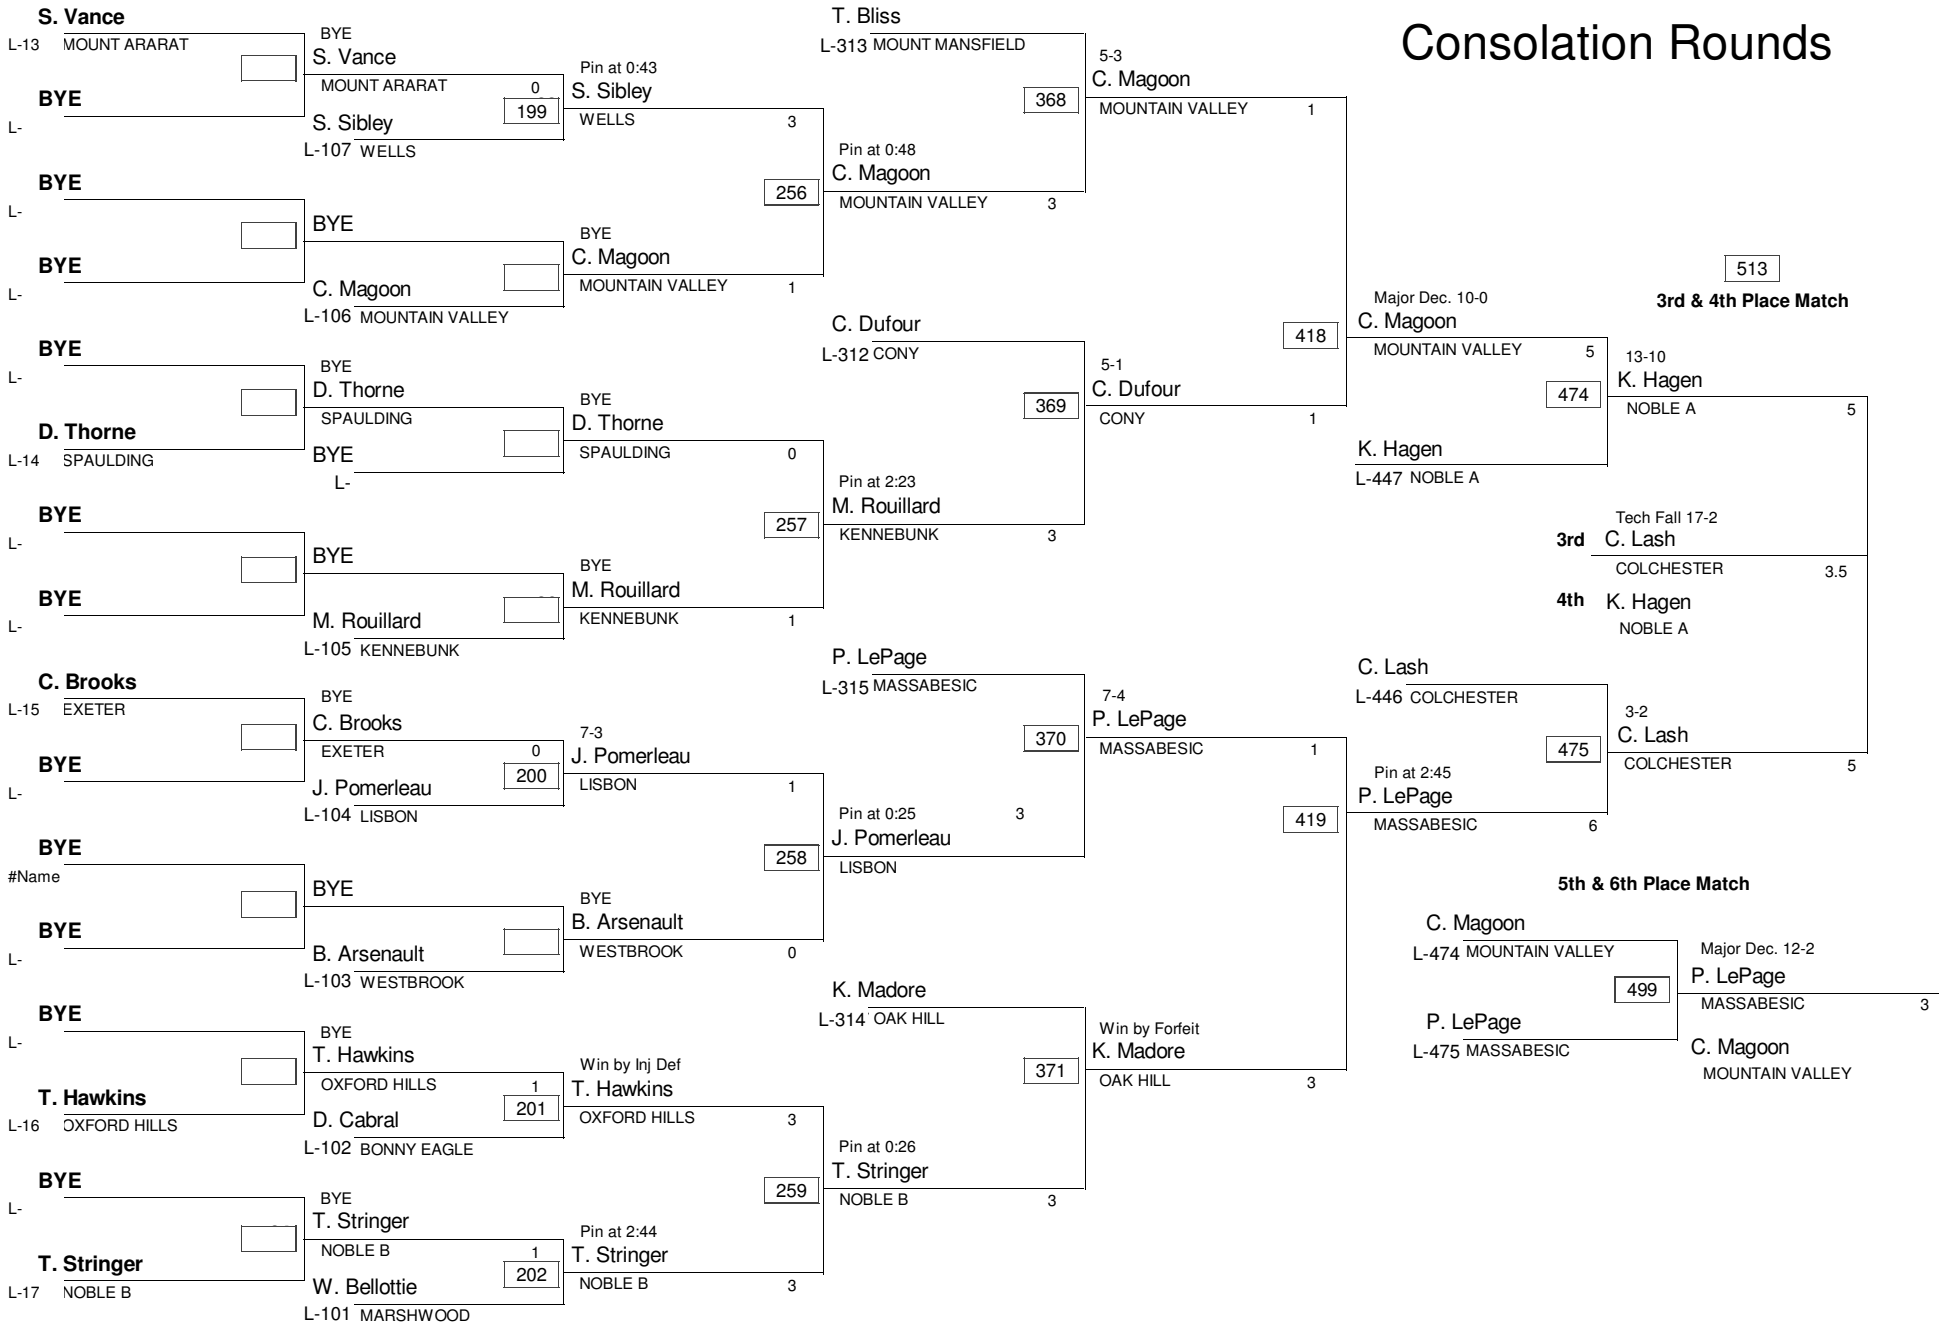 Consolation Rounds
S. Vance
L-13 MOUNT ARARAT
BYE
L-
BYE
L-
BYE
L-
BYE
L-
D. Thorne
L-14 SPAULDING
BYE
L-
BYE
L-
C. Brooks
L-15 EXETER
BYE
L-
BYE
#Name
BYE
L-
BYE
L-
T. Hawkins
L-16 OXFORD HILLS
BYE
L-
T. Stringer
L-17 NOBLE B
BYE
S. Vance
MOUNT ARARAT 0
199
S. Sibley
L-107 WELLS
BYE
C. Magoon
L-106 MOUNTAIN VALLEY
BYE
D. Thorne
SPAULDING
BYE
L-
BYE
M. Rouillard
L-105 KENNEBUNK
BYE
C. Brooks
EXETER 0
200
J. Pomerleau
L-104 LISBON
BYE
B. Arsenault
L-103 WESTBROOK
BYE
T. Hawkins
OXFORD HILLS 1
201
D. Cabral
L-102 BONNY EAGLE
BYE
T. Stringer
NOBLE B 1
202
W. Bellottie
L-101 MARSHWOOD
Pin at 0:43
S. Sibley
WELLS 3
256
BYE
C. Magoon
MOUNTAIN VALLEY 1
BYE
D. Thorne
SPAULDING 0
257
BYE
M. Rouillard
KENNEBUNK 1
7-3
J. Pomerleau
LISBON 1
258
BYE
B. Arsenault
WESTBROOK 0
Win by Inj Def
T. Hawkins
OXFORD HILLS 3
259
Pin at 2:44
T. Stringer
NOBLE B 3
T. Bliss
L-313 MOUNT MANSFIELD
368
Pin at 0:48
C. Magoon
MOUNTAIN VALLEY 3
C. Dufour
L-312 CONY
369
Pin at 2:23
M. Rouillard
KENNEBUNK 3
P. LePage
L-315 MASSABESIC
370
Pin at 0:25 3
J. Pomerleau
LISBON
K. Madore
L-314 OAK HILL
371
Pin at 0:26
T. Stringer
NOBLE B 3
5-3
C. Magoon
MOUNTAIN VALLEY 1
418
5-1
C. Dufour
CONY 1
7-4
P. LePage
MASSABESIC 1
419
Win by Forfeit
K. Madore
OAK HILL 3
Major Dec. 10-0
C. Magoon
MOUNTAIN VALLEY 5
474
K. Hagen
L-447 NOBLE A
C. Lash
L-446 COLCHESTER
475
Pin at 2:45
P. LePage
MASSABESIC 6
513
3rd & 4th Place Match
13-10
K. Hagen
NOBLE A 5
Tech Fall 17-2
3rd C. Lash
COLCHESTER 3.5
4th K. Hagen
NOBLE A
3-2
C. Lash
COLCHESTER 5
5th & 6th Place Match
C. Magoon
L-474 MOUNTAIN VALLEY
499
P. LePage
L-475 MASSABESIC
Major Dec. 12-2
P. LePage
MASSABESIC 3
C. Magoon
MOUNTAIN VALLEY